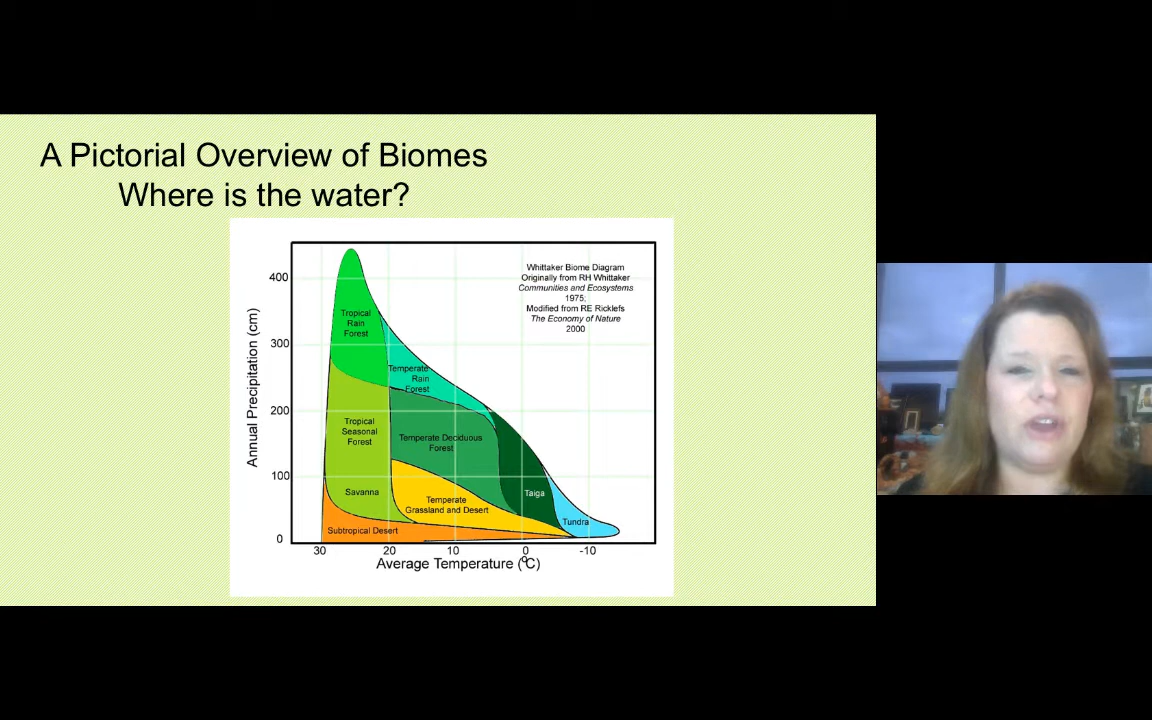 A Pictorial Overview of Biomes
Where is the water?
Whittaker Biome Diagram
Originally from RH Whittaker
Communities and Ecosystems
1975;
Modified from RE Ricklefs
The Economy of Nature
2000
Annual Precipitation (cm)
400
300
200
100
0
Tropical
Rain
Forest
Temperate
Rain
Forest
Tropical
Seasonal
Forest
Temperate Deciduous
Forest
Savanna
Temperate
Grassland and Desert
Taiga
Tundra
Subtropical Desert
30 20 10 0 -10
Average Temperature (°C)